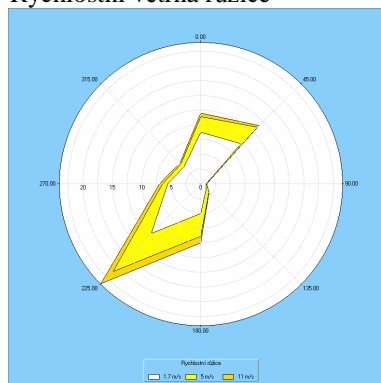 Rychlostní větrná růžice
0.00
315.00 45.00
270.00 20 15 10 5 0 90.00
225.00 135.00
180.00
Rychlostní růžice
1.7 m/s 5 m/s 11 m/s